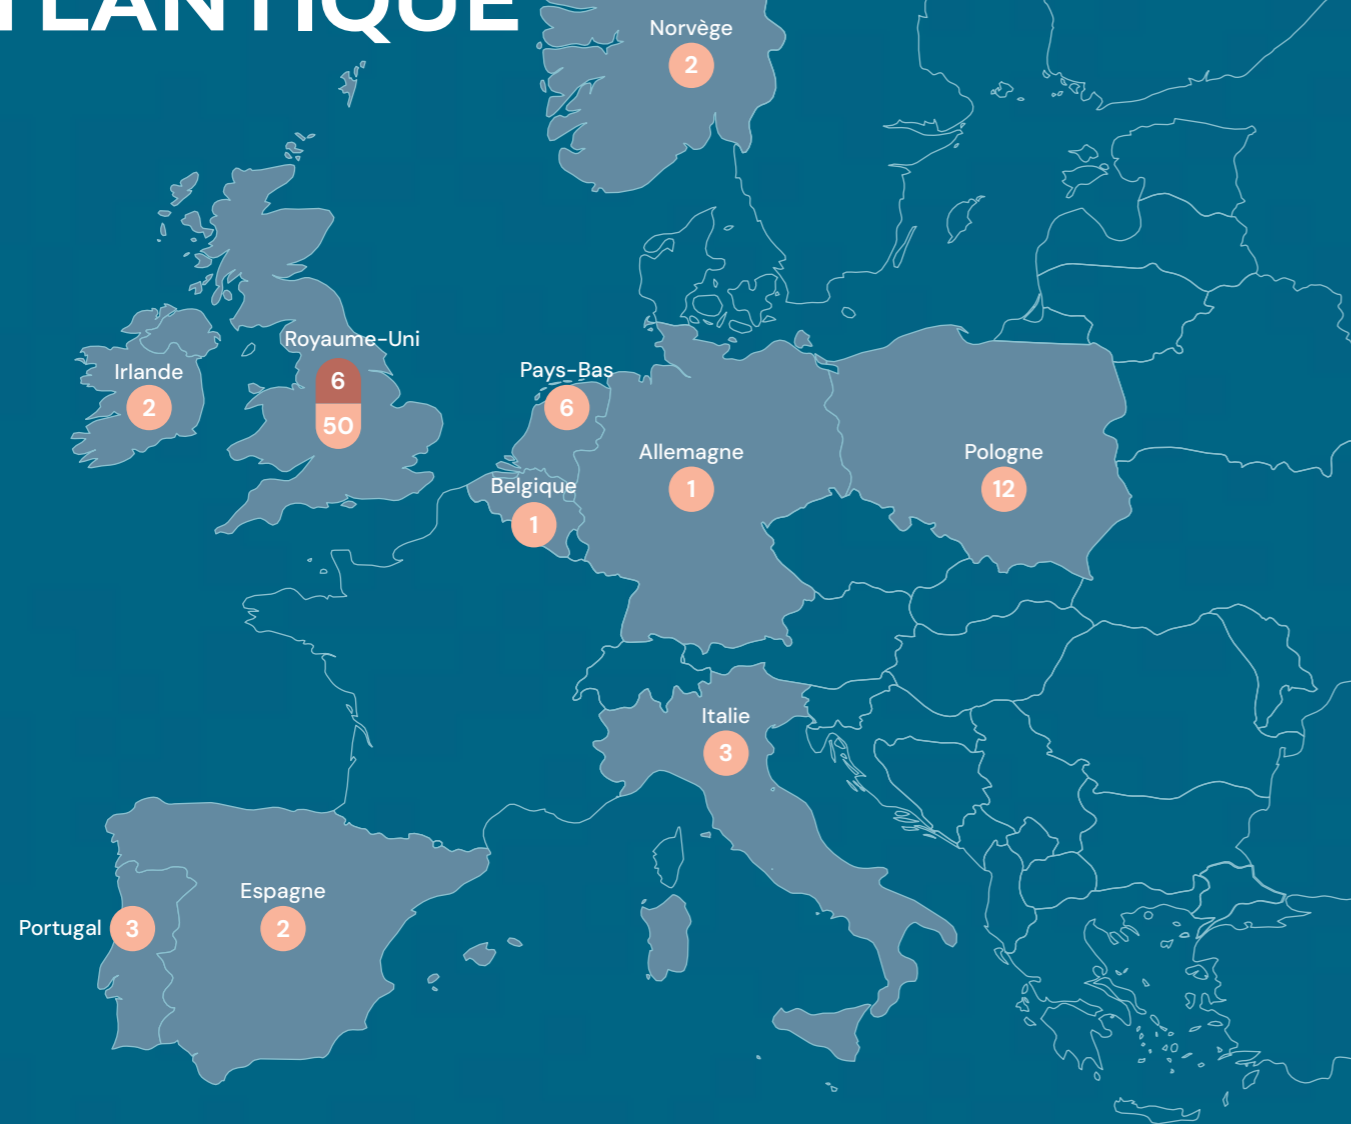 TLANTIQUE
Norvège
2
Royaume-Uni
6
50
Irlande
2
Pays-Bas
6
Allemagne
1
Pologne
12
Belgique
1
Italie
3
Espagne
2
Portugal 3